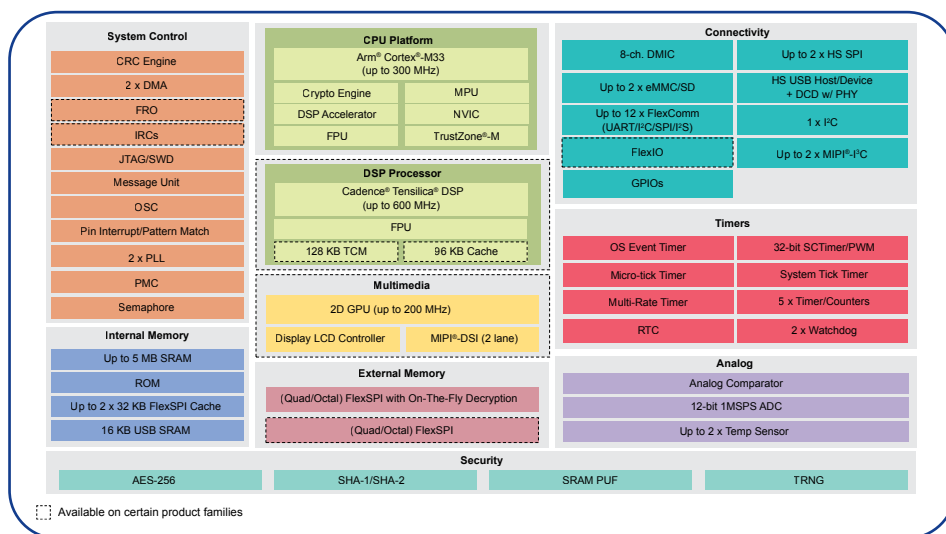 System Control
CRC Engine
2 x DMA
FRO
IRCs
JTAG/SWD
Message Unit
OSC
Pin Interrupt/Pattern Match
2 x PLL
PMC
Semaphore
Internal Memory
Up to 5 MB SRAM
ROM
Up to 2 x 32 KB FlexSPI Cache
16 KB USB SRAM
CPU Platform
Arm® Cortex®-M33
(up to 300 MHz)
Crypto Engine
MPU
DSP Accelerator
NVIC
FPU
TrustZone®-M
DSP Processor
Cadence® Tensilica® DSP
(up to 600 MHz)
FPU
128 KB TCM
96 KB Cache
Multimedia
2D GPU (up to 200 MHz)
Display LCD Controller
MIPI®-DSI (2 lane)
External Memory
(Quad/Octal) FlexSPI with On-The-Fly Decryption
(Quad/Octal) FlexSPI
Connectivity
8-ch. DMIC
Up to 2 x HS SPI
Up to 2 x eMMC/SD
HS USB Host/Device
+ DCD w/ PHY
Up to 12 x FlexComm
(UART/I²C/SPI/I²S)
1 x I²C
FlexIO
Up to 2 x MIPI®-I³C
GPIOs
Timers
OS Event Timer
32-bit SCTimer/PWM
Micro-tick Timer
System Tick Timer
Multi-Rate Timer
5 x Timer/Counters
RTC
2 x Watchdog
Analog
Analog Comparator
12-bit 1MSPS ADC
Up to 2 x Temp Sensor
Security
AES-256
SHA-1/SHA-2
SRAM PUF
TRNG
Available on certain product families